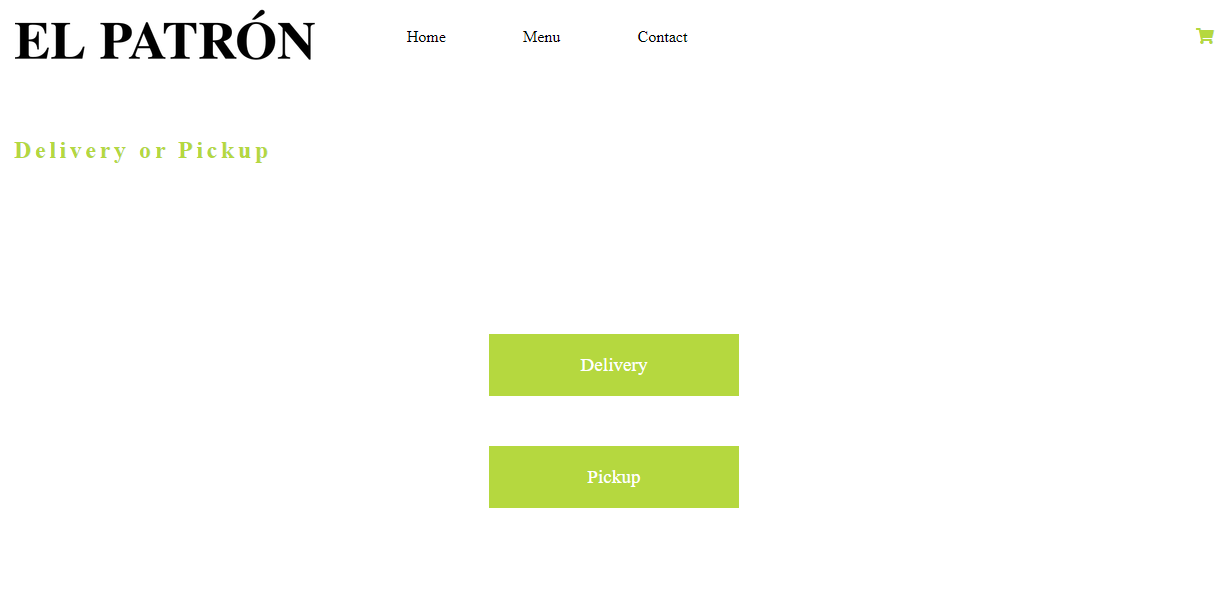 EL PATRÓN
Home Menu Contact
Delivery or Pickup
Delivery
Pickup